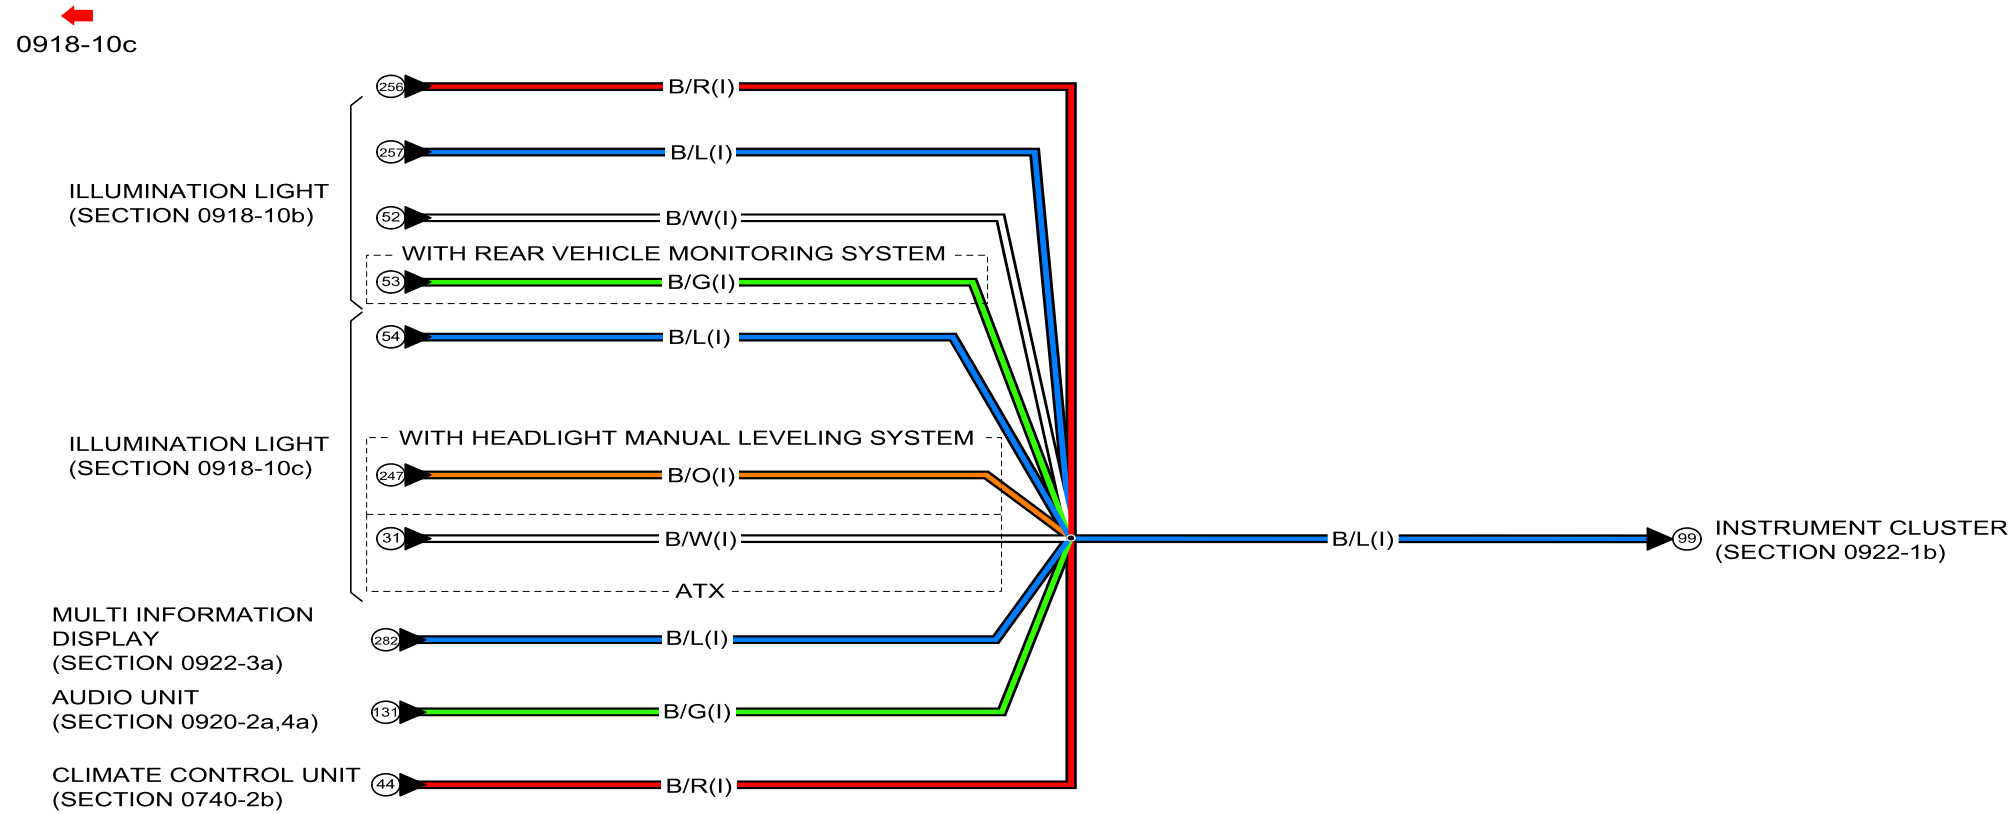 0918-10c
256 B/R(I)
257 B/L(I)
ILLUMINATION LIGHT
(SECTION 0918-10b)
52 B/W(I)
WITH REAR VEHICLE MONITORING SYSTEM
53 B/G(I)
54 B/L(I)
WITH HEADLIGHT MANUAL LEVELING SYSTEM
ILLUMINATION LIGHT
(SECTION 0918-10c)
247 B/O(I)
31 B/W(I)
B/L(I) 99
INSTRUMENT CLUSTER
(SECTION 0922-1b)
ATX
MULTI INFORMATION
DISPLAY
(SECTION 0922-3a)
282 B/L(I)
AUDIO UNIT
(SECTION 0920-2a,4a)
131 B/G(I)
CLIMATE CONTROL UNIT
(SECTION 0740-2b)
44 B/R(I)